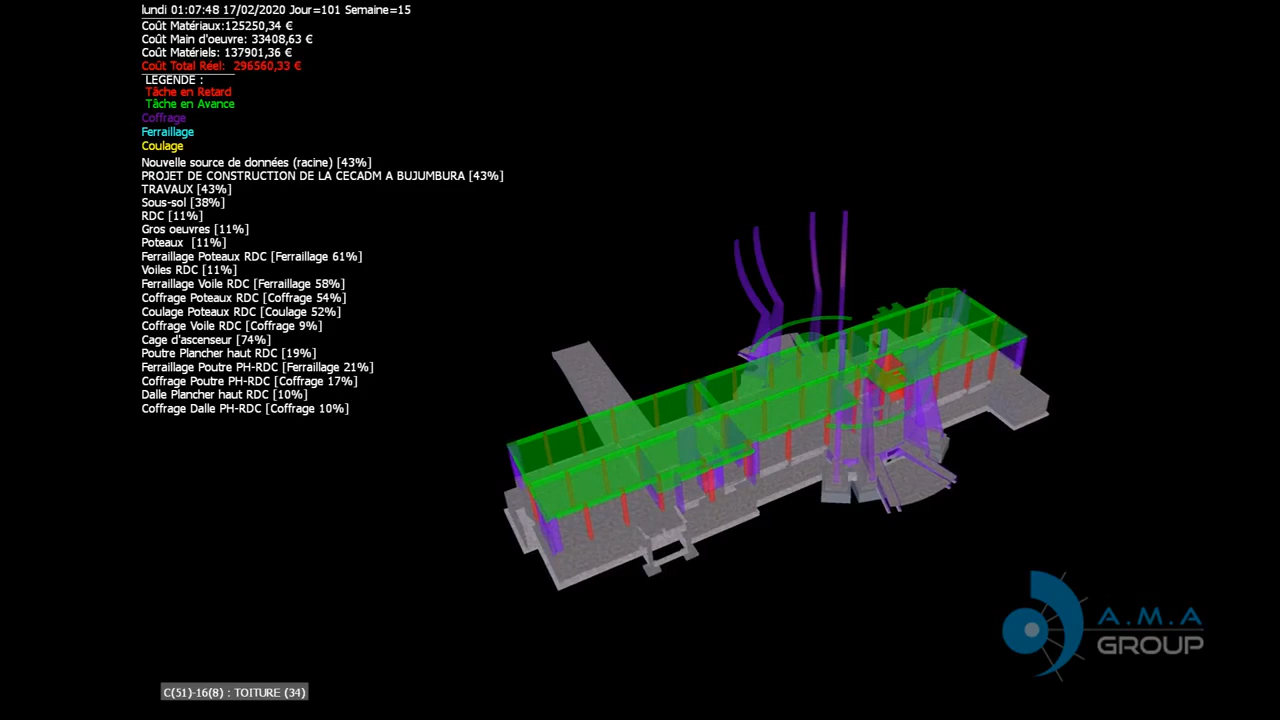 lundi 01:07:48 17/02/2020 Jour=101 Semaine=15
Coût Matériaux:125250,34 €
Coût Main d'oeuvre: 33408,63 €
Coût Matériels: 137901,36 €
Coût Total Réel: 296560,33 €
LEGENDE :
Tâche en Retard
Tâche en Avance
Coffrage
Ferraillage
Coulage
Nouvelle source de données (racine) [43%]
PROJET DE CONSTRUCTION DE LA CECADM A BUJUMBURA [43%]
TRAVAUX [43%]
Sous-sol [38%]
RDC [11%]
Gros oeuvres [11%]
Poteaux [11%]
Ferraillage Poteaux RDC [Ferraillage 61%]
Voiles RDC [11%]
Ferraillage Voile RDC [Ferraillage 58%]
Coffrage Poteaux RDC [Coffrage 54%]
Coulage Poteaux RDC [Coulage 52%]
Coffrage Voile RDC [Coffrage 9%]
Cage d'ascenseur [74%]
Poutre Plancher haut RDC [19%]
Ferraillage Poutre PH-RDC [Ferraillage 21%]
Coffrage Poutre PH-RDC [Coffrage 17%]
Dalle Plancher haut RDC [10%]
Coffrage Dalle PH-RDC [Coffrage 10%]
A.M.A
GROUP
C(51)-16(8) : TOITURE (34)